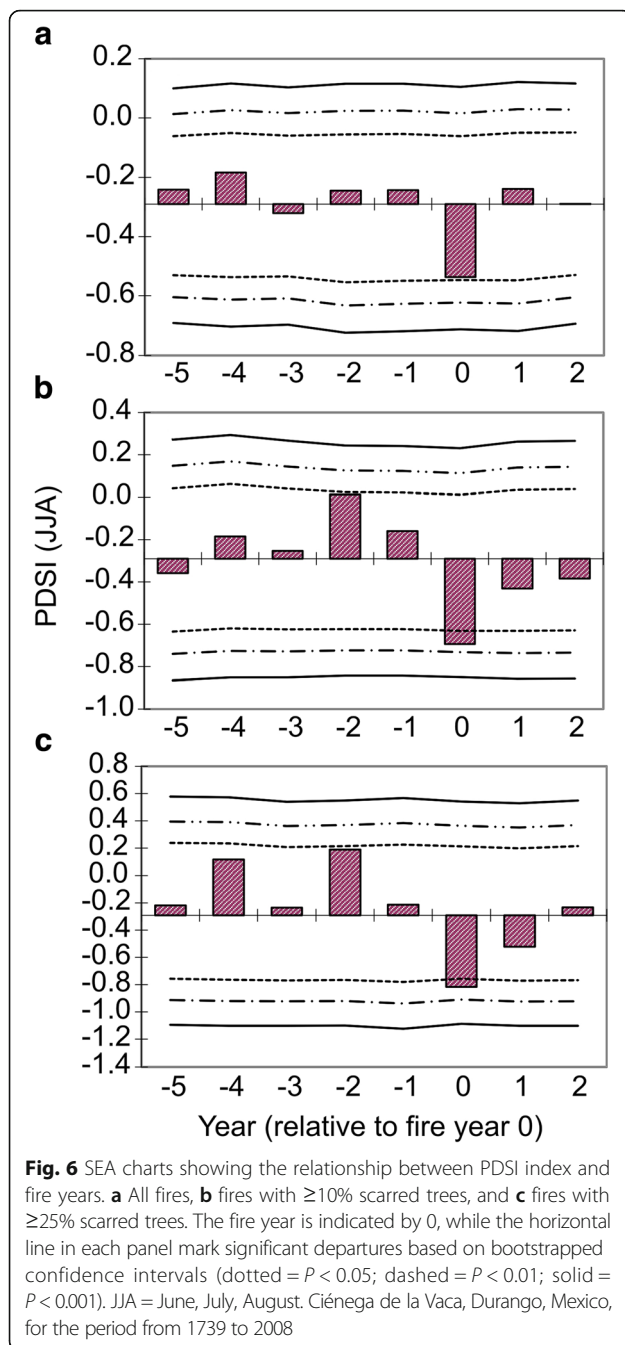 a
0.2
0.0
-0.2
-0.4
-0.6
-0.8
-5 -4 -3 -2 -1 0 1 2
b
0.4
0.2
0.0
-0.2
-0.4
-0.6
-0.8
-1.0
-5 -4 -3 -2 -1 0 1 2
PDSI (JJA)
c
0.8
0.6
0.4
0.2
0.0
-0.2
-0.4
-0.6
-0.8
-1.0
-1.2
-1.4
-5 -4 -3 -2 -1 0 1 2
Year (relative to fire year 0)
Fig. 6 SEA charts showing the relationship between PDSI index and
fire years. a All fires, b fires with ≥10% scarred trees, and c fires with
≥25% scarred trees. The fire year is indicated by 0, while the horizontal
line in each panel mark significant departures based on bootstrapped
confidence intervals (dotted = P < 0.05; dashed = P < 0.01; solid =
P < 0.001). JJA = June, July, August. Ciénega de la Vaca, Durango, Mexico,
for the period from 1739 to 2008